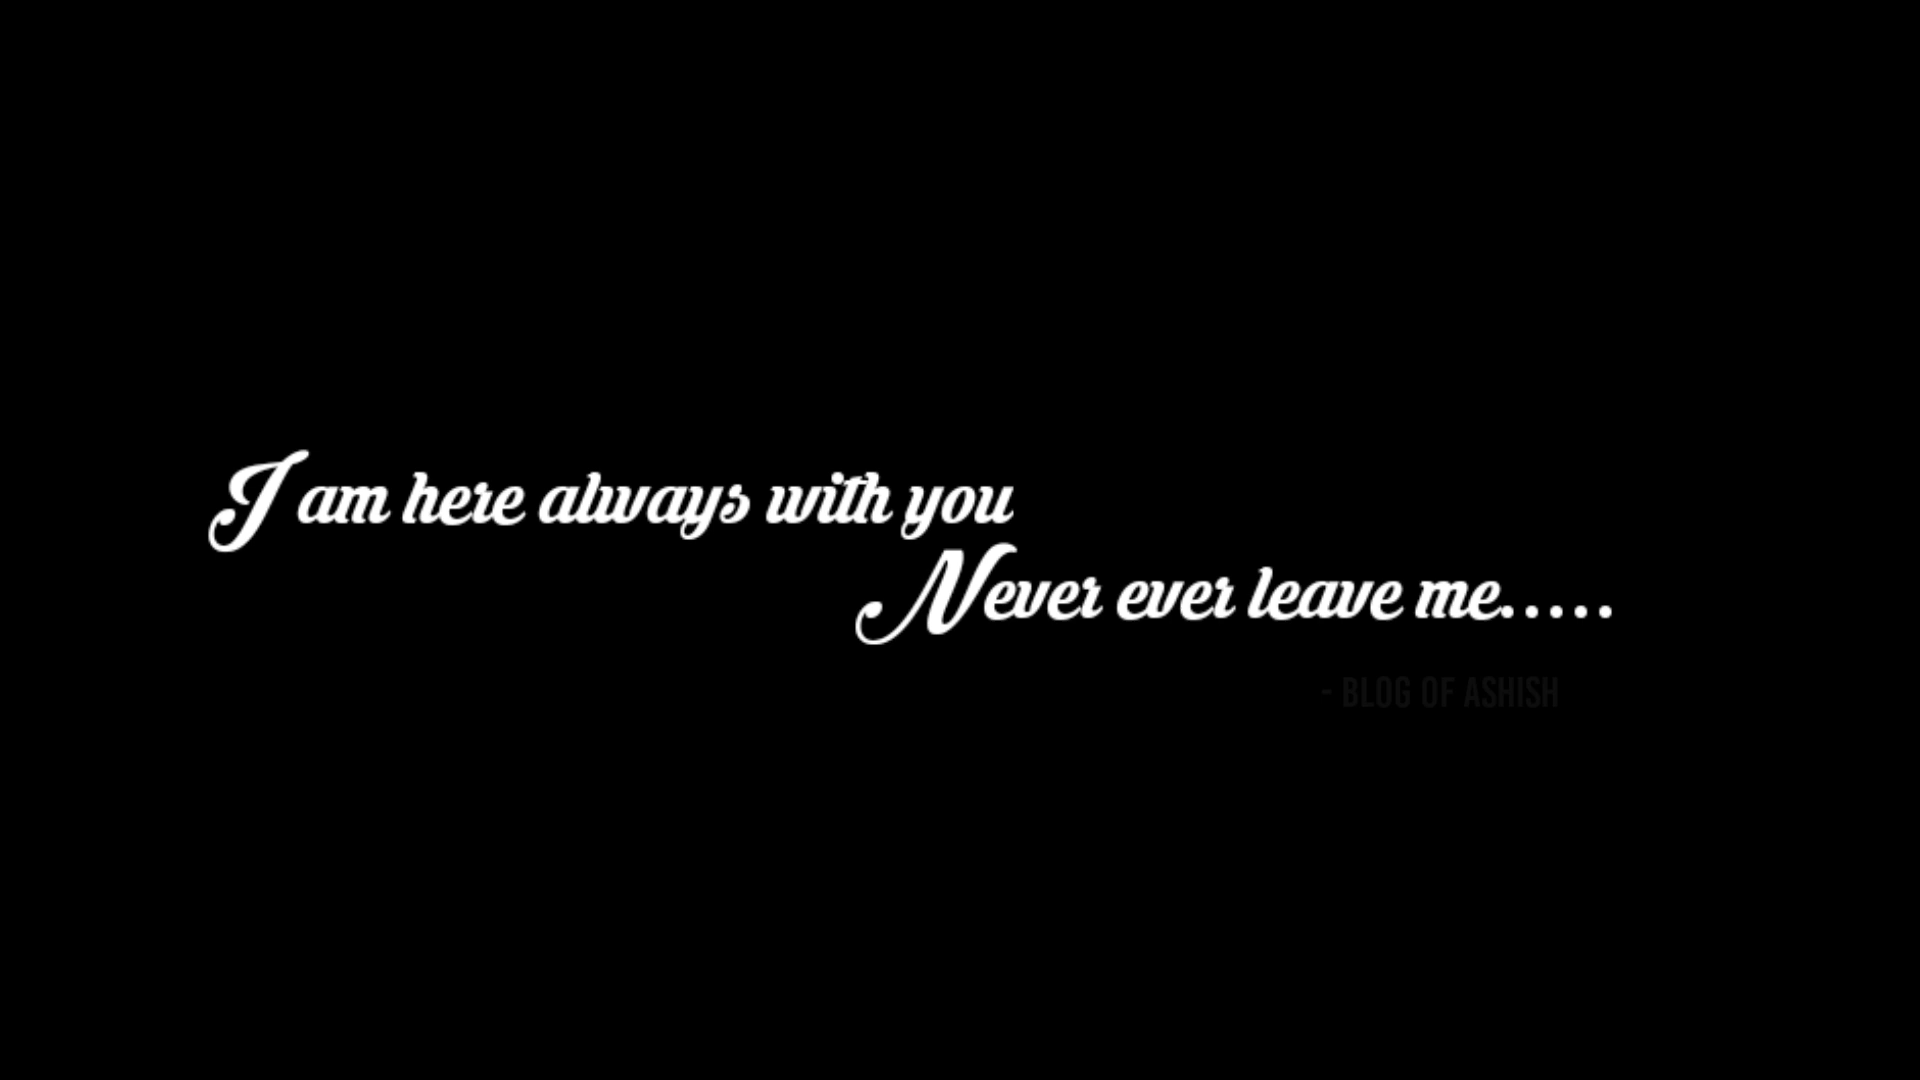 I am here always with you
Never ever leave me.....
- BLOG OF ASHISH